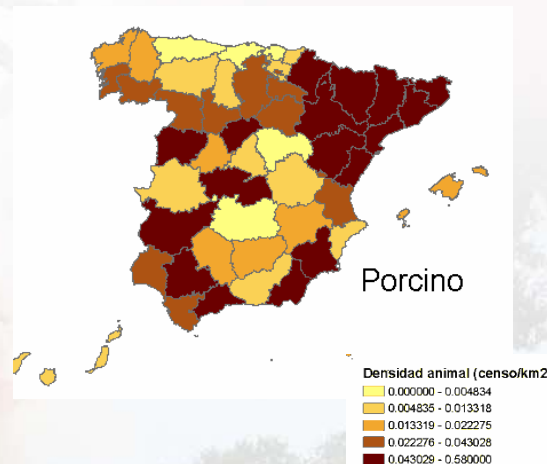 Porcino
Densidad animal (censo/km2
0.000000 - 0.004834
0.004835 - 0.013318
0.013319 - 0.022275
0.022276 - 0.043028
0.043029 - 0.580000